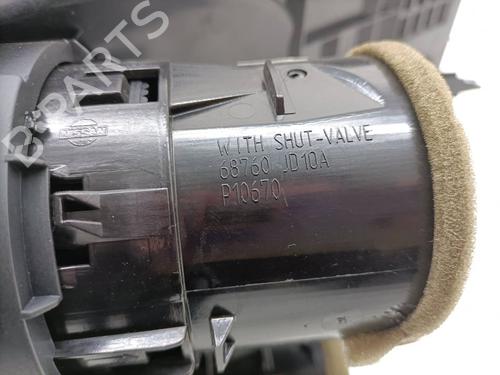 B-PARTS
NISSAN
WITH SHUT-VALVE
68760 JD10A
P10670